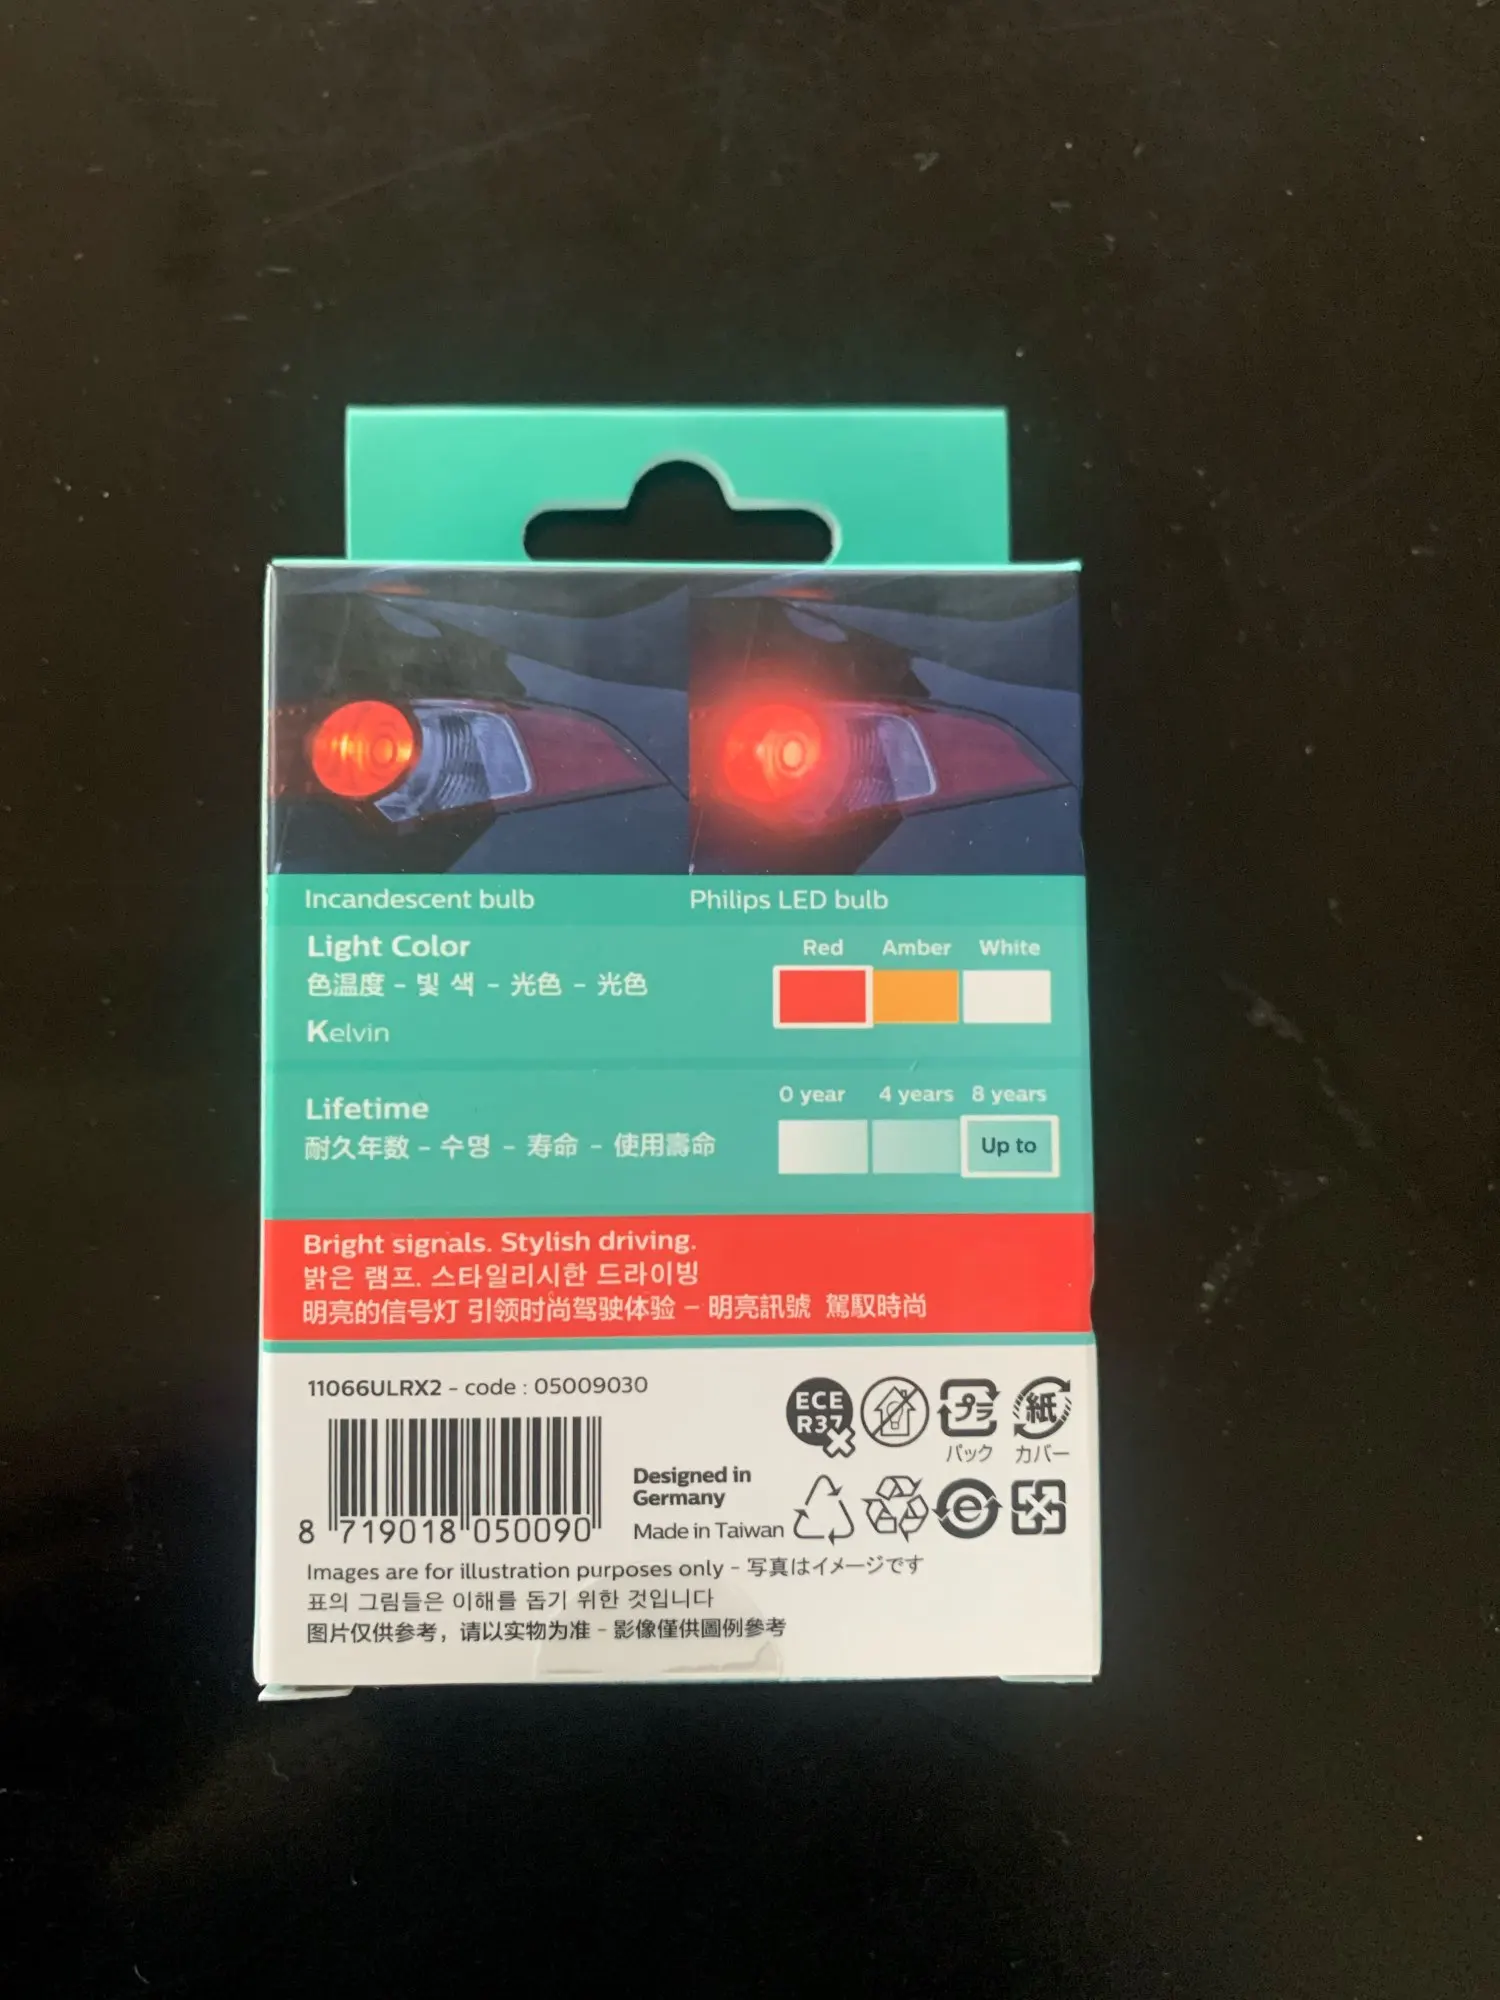 Incandescent bulb
Philips LED bulb
Light Color
色温度 - 빛 색 - 光色 - 光色
Kelvin
Red Amber White
Lifetime
耐久年数 - 수명 - 寿命 - 使用壽命
0 year 4 years 8 years
Up to
Bright signals. Stylish driving.
밝은 램프. 스타일리시한 드라이빙
明亮的信号灯 引领时尚驾驶体验 - 明亮訊號 駕馭時尚
11066ULRX2 - code : 05009030
ECE
R37
プラ
パック
紙
カバー
8 719018 050090
Designed in
Germany
Made in Taiwan
Images are for illustration purposes only - 写真はイメージです
표의 그림들은 이해를 돕기 위한 것입니다
图片仅供参考，请以实物为准 - 影像僅供圖例參考